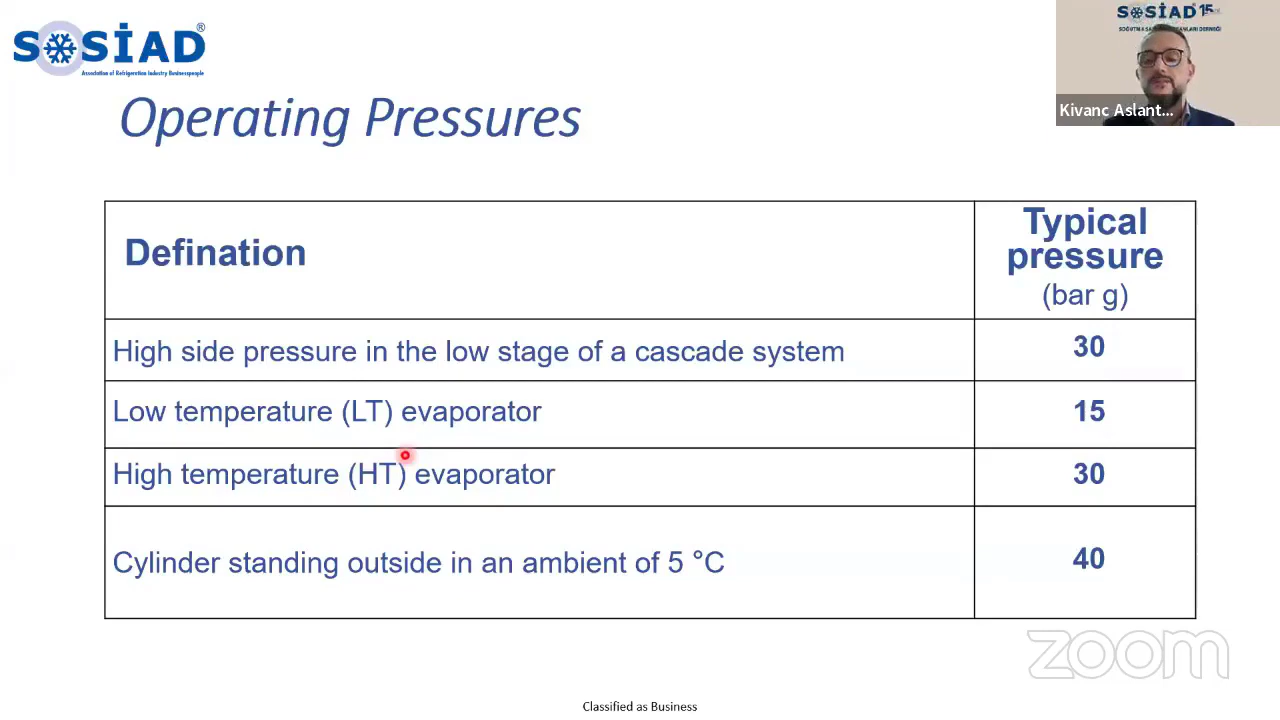 SOSİAD®
Association of Refrigeration Industry Businesspeople
SOSİAD® 15
SOĞUTMA
DERNEĞİ
Kivanc Aslant...
Operating Pressures
Defination
Typical
pressure
(bar g)
High side pressure in the low stage of a cascade system
30
Low temperature (LT) evaporator
15
High temperature (HT) evaporator
30
Cylinder standing outside in an ambient of 5 °C
40
zoom
Classified as Business